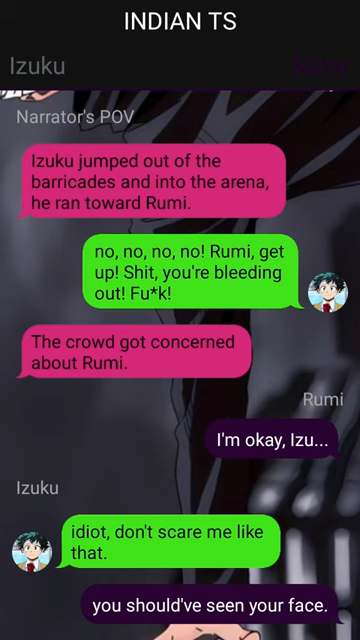 INDIAN TS
Izuku
Rumi
Narrator's POV
Izuku jumped out of the
barricades and into the arena,
he ran toward Rumi.
no, no, no, no! Rumi, get
up! Shit, you're bleeding
out! Fu*k!
The crowd got concerned
about Rumi.
Rumi
I'm okay, Izu...
Izuku
idiot, don't scare me like
that.
you should've seen your face.